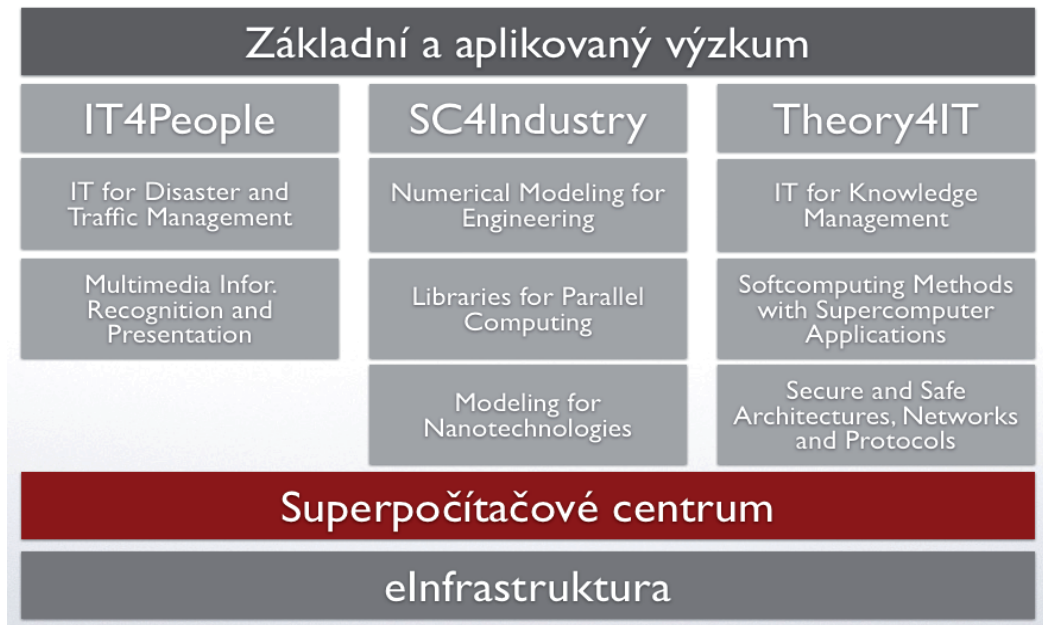 Základní a aplikovaný výzkum
IT4People
SC4Industry
Theory4IT
IT for Disaster and
Traffic Management
Numerical Modeling for
Engineering
IT for Knowledge
Management
Multimedia Infor.
Recognition and
Presentation
Libraries for Parallel
Computing
Softcomputing Methods
with Supercomputer
Applications
Modeling for
Nanotechnologies
Secure and Safe
Architectures, Networks
and Protocols
Superpočítačové centrum
eInfrastruktura